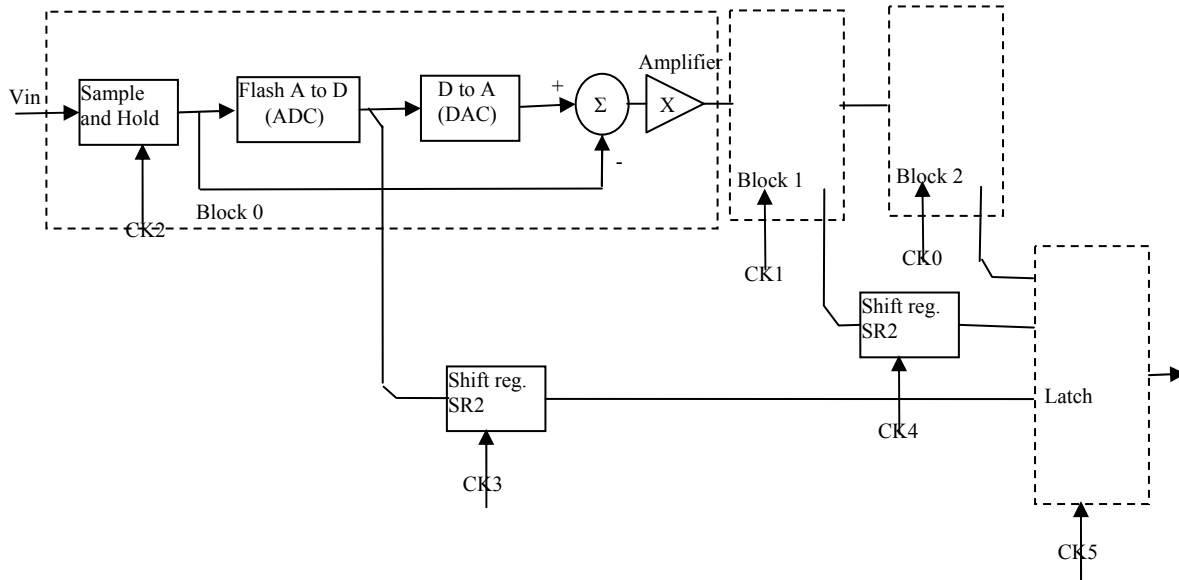 Vin
Sample
and Hold
Flash A to D
(ADC)
D to A
(DAC)
+
Σ
-
Amplifier
X
Block 0
CK2
Block 1
CK1
Block 2
CK0
Shift reg.
SR2
CK4
Shift reg.
SR2
CK3
Latch
CK5